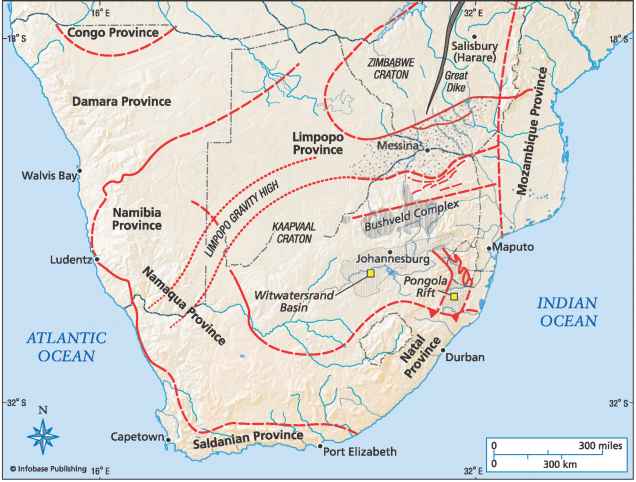 16° E
32° E
18° S
18° S
Congo Province
Salisbury
(Harare)
ZIMBABWE
CRATON
Great
Dike
Damara Province
Mozambique Province
Limpopo
Province
Messina
Walvis Bay
LIMPOPO GRAVITY HIGH
Namibia
Province
KAAPVAAL
CRATON
Bushveld Complex
Maputo
Ludentz
Johannesburg
Namaqua Province
Witwatersrand
Basin
Pongola
Rift
INDIAN
OCEAN
ATLANTIC
OCEAN
Natal
Province
Durban
32° S
32° S
N
Capetown
Saldanian Province
Port Elizabeth
0
300 miles
0
300 km
© Infobase Publishing
16° E
32° E